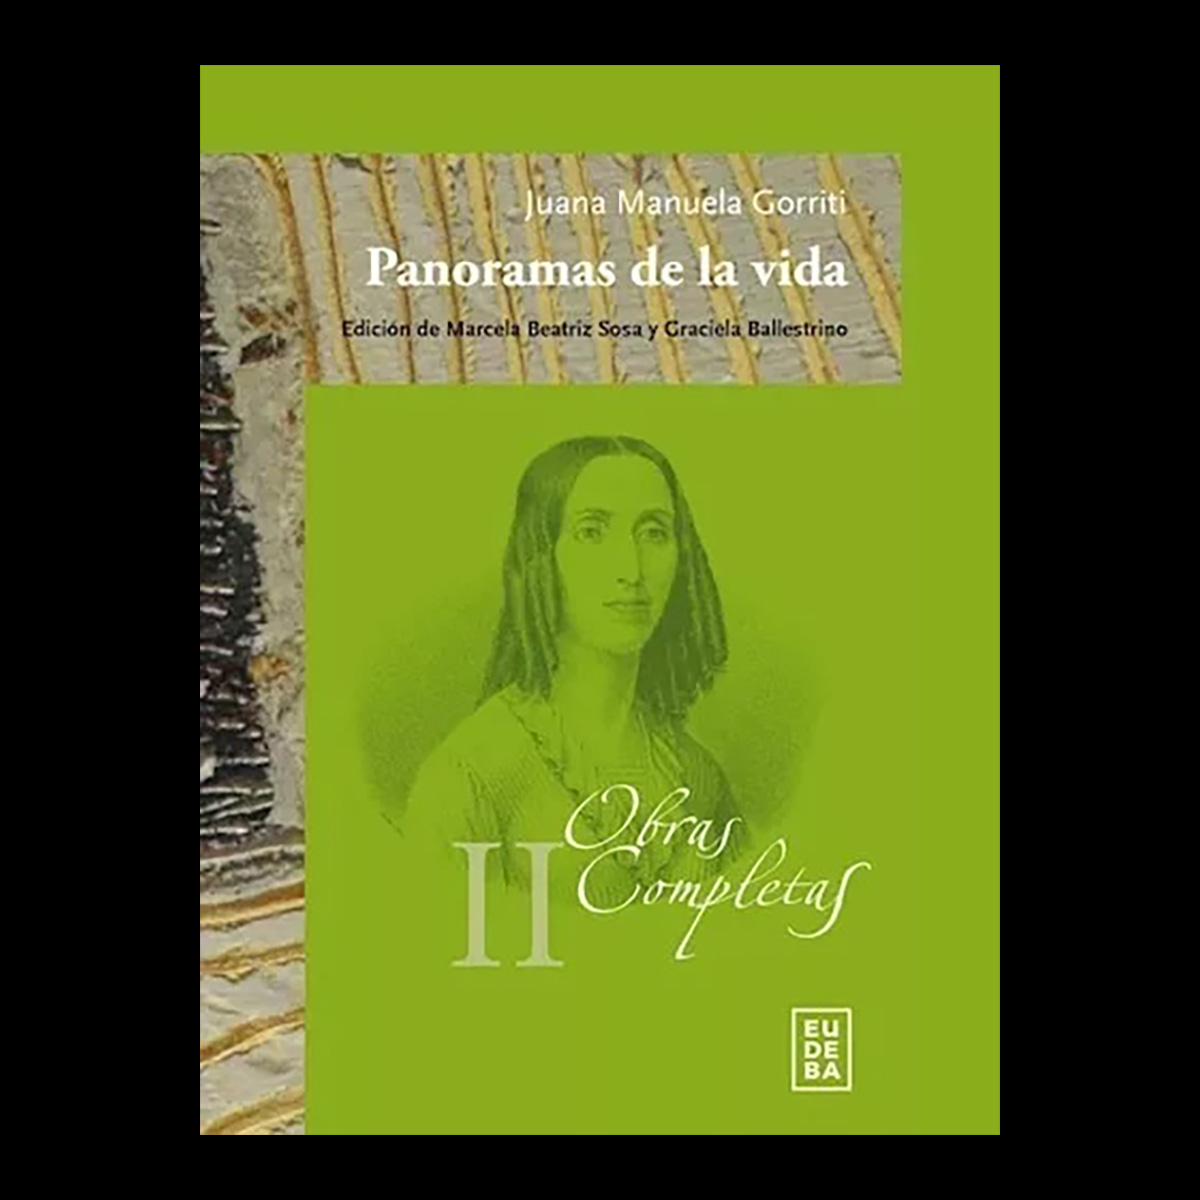 Juana Manuela Gorriti
Panoramas de la vida
Edición de Marcela Beatriz Sosa y Graciela Ballestrino
II
Obras
Completas
EU
DE
BA